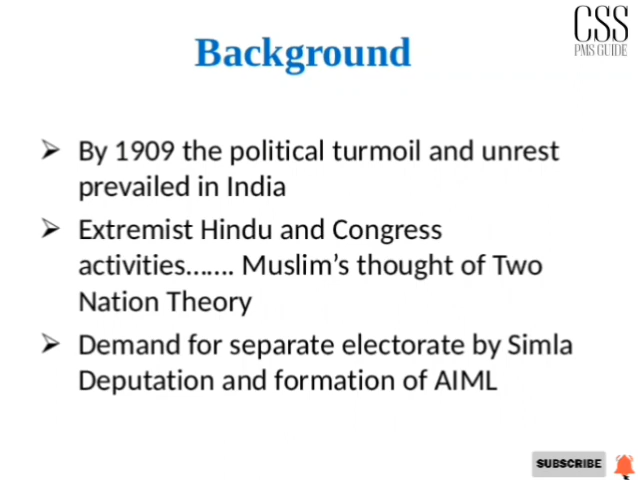 CSS
PMS GUIDE
Background
➢ By 1909 the political turmoil and unrest
prevailed in India
➢ Extremist Hindu and Congress
activities……. Muslim’s thought of Two
Nation Theory
➢ Demand for separate electorate by Simla
Deputation and formation of AIML
SUBSCRIBE